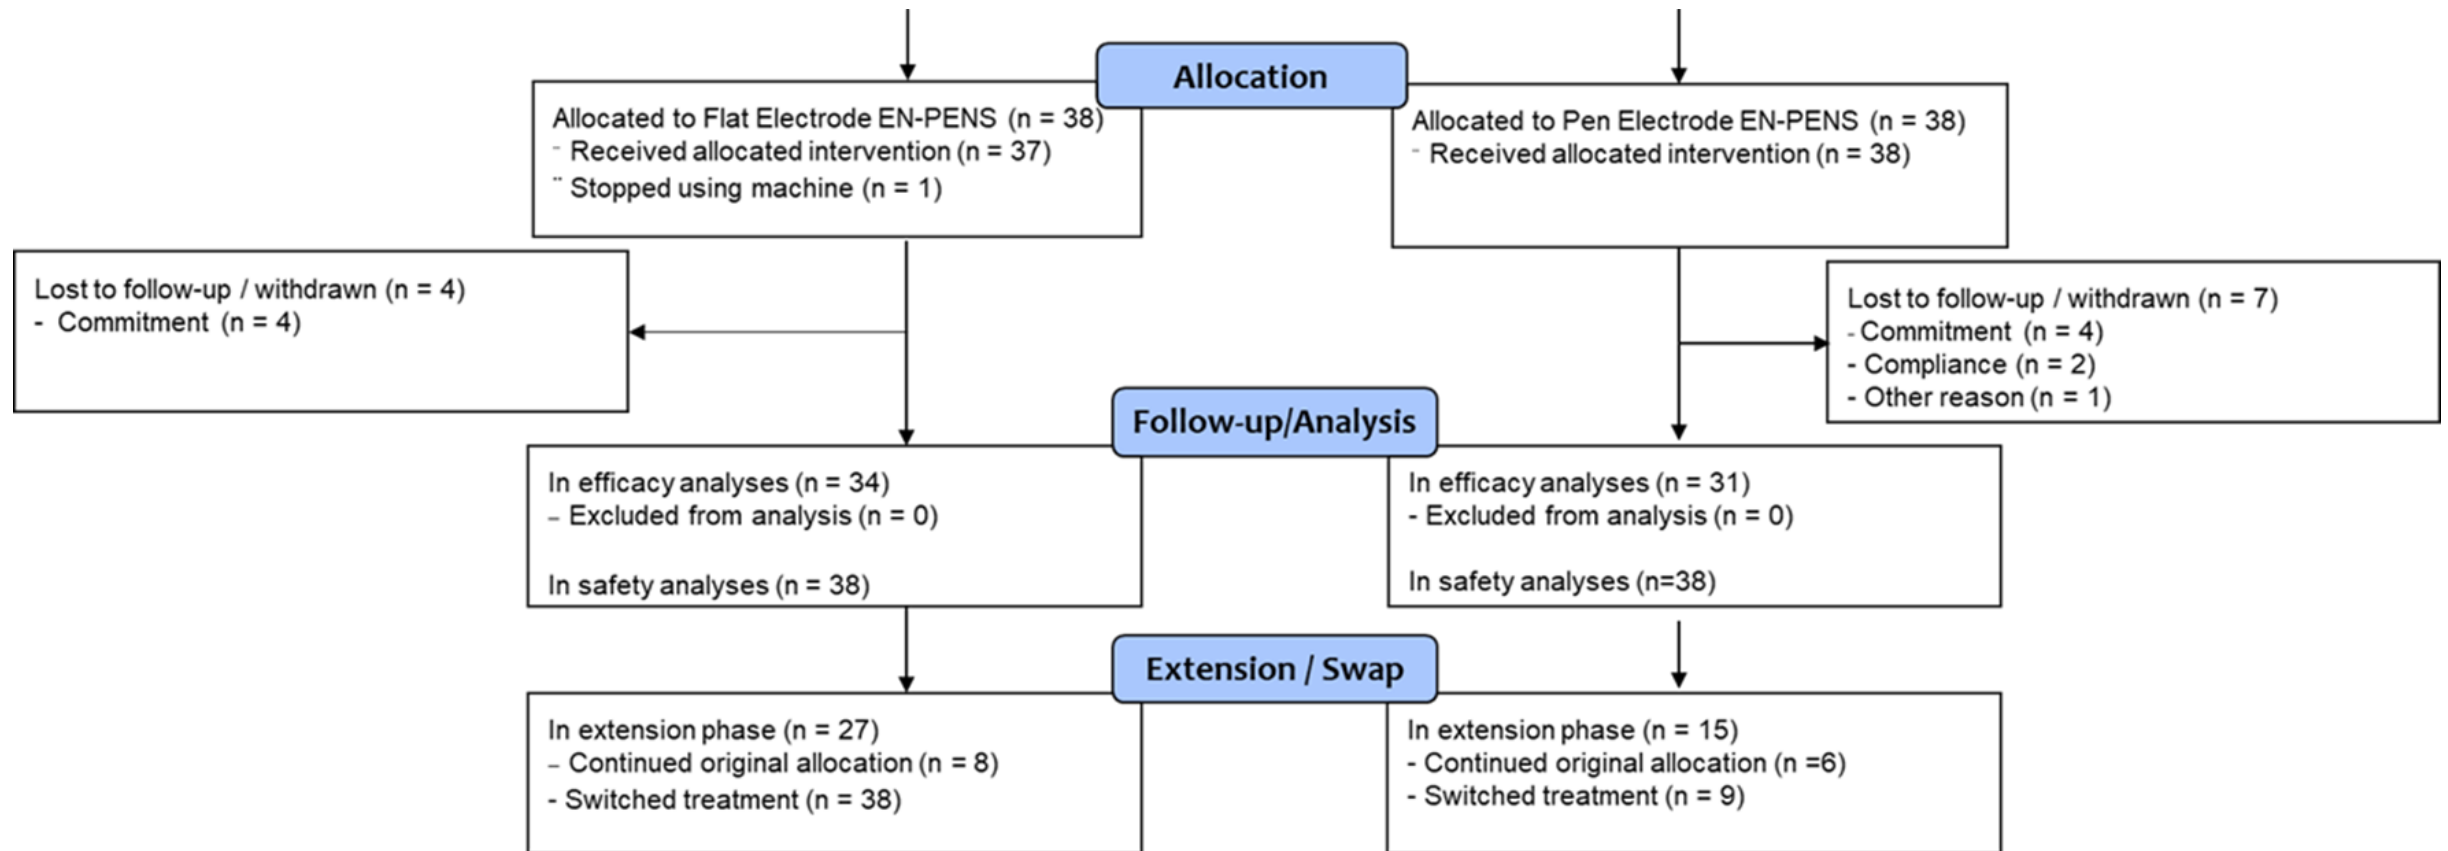 Allocation
Allocated to Flat Electrode EN-PENS (n = 38)
¨ Received allocated intervention (n = 37)
¨ Stopped using machine (n = 1)
Allocated to Pen Electrode EN-PENS (n = 38)
¨ Received allocated intervention (n = 38)
Lost to follow-up / withdrawn (n = 4)
- Commitment (n = 4)
Lost to follow-up / withdrawn (n = 7)
- Commitment (n = 4)
- Compliance (n = 2)
- Other reason (n = 1)
Follow-up/Analysis
In efficacy analyses (n = 34)
– Excluded from analysis (n = 0)
In safety analyses (n = 38)
In efficacy analyses (n = 31)
- Excluded from analysis (n = 0)
In safety analyses (n=38)
Extension / Swap
In extension phase (n = 27)
– Continued original allocation (n = 8)
- Switched treatment (n = 38)
In extension phase (n = 15)
- Continued original allocation (n =6)
- Switched treatment (n = 9)